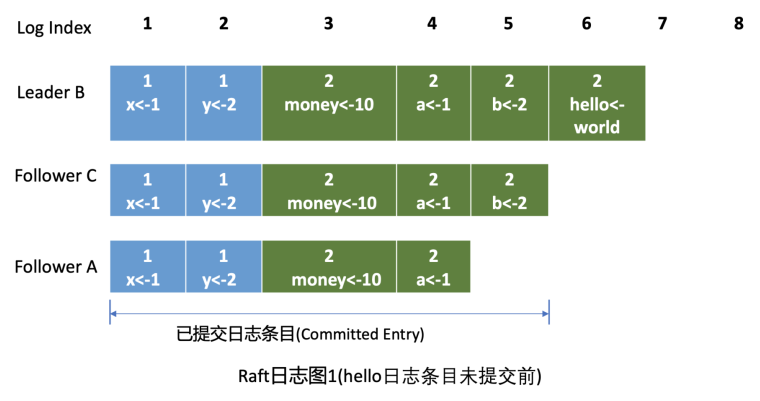 Log Index 1 2 3 4 5 6 7 8
Leader B
1 1 2 2 2 2
x<-1 y<-2 money<-10 a<-1 b<-2 hello<-
world
Follower C
1 1 2 2 2
x<-1 y<-2 money<-10 a<-1 b<-2
Follower A
1 1 2 2
x<-1 y<-2 money<-10 a<-1
已提交日志条目(Committed Entry)
Raft日志图1(hello日志条目未提交前)